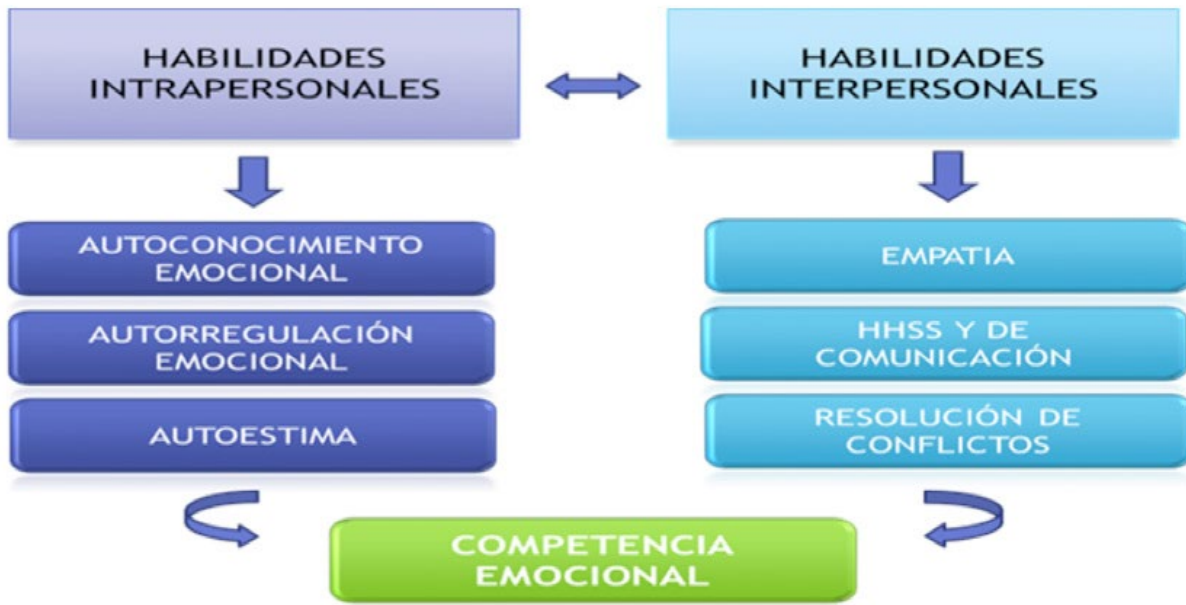 HABILIDADES
INTRAPERSONALES
HABILIDADES
INTERPERSONALES
AUTOCONOCIMIENTO
EMOCIONAL
AUTORREGULACIÓN
EMOCIONAL
AUTOESTIMA
EMPATIA
HHSS Y DE
COMUNICACIÓN
RESOLUCIÓN DE
CONFLICTOS
COMPETENCIA
EMOCIONAL